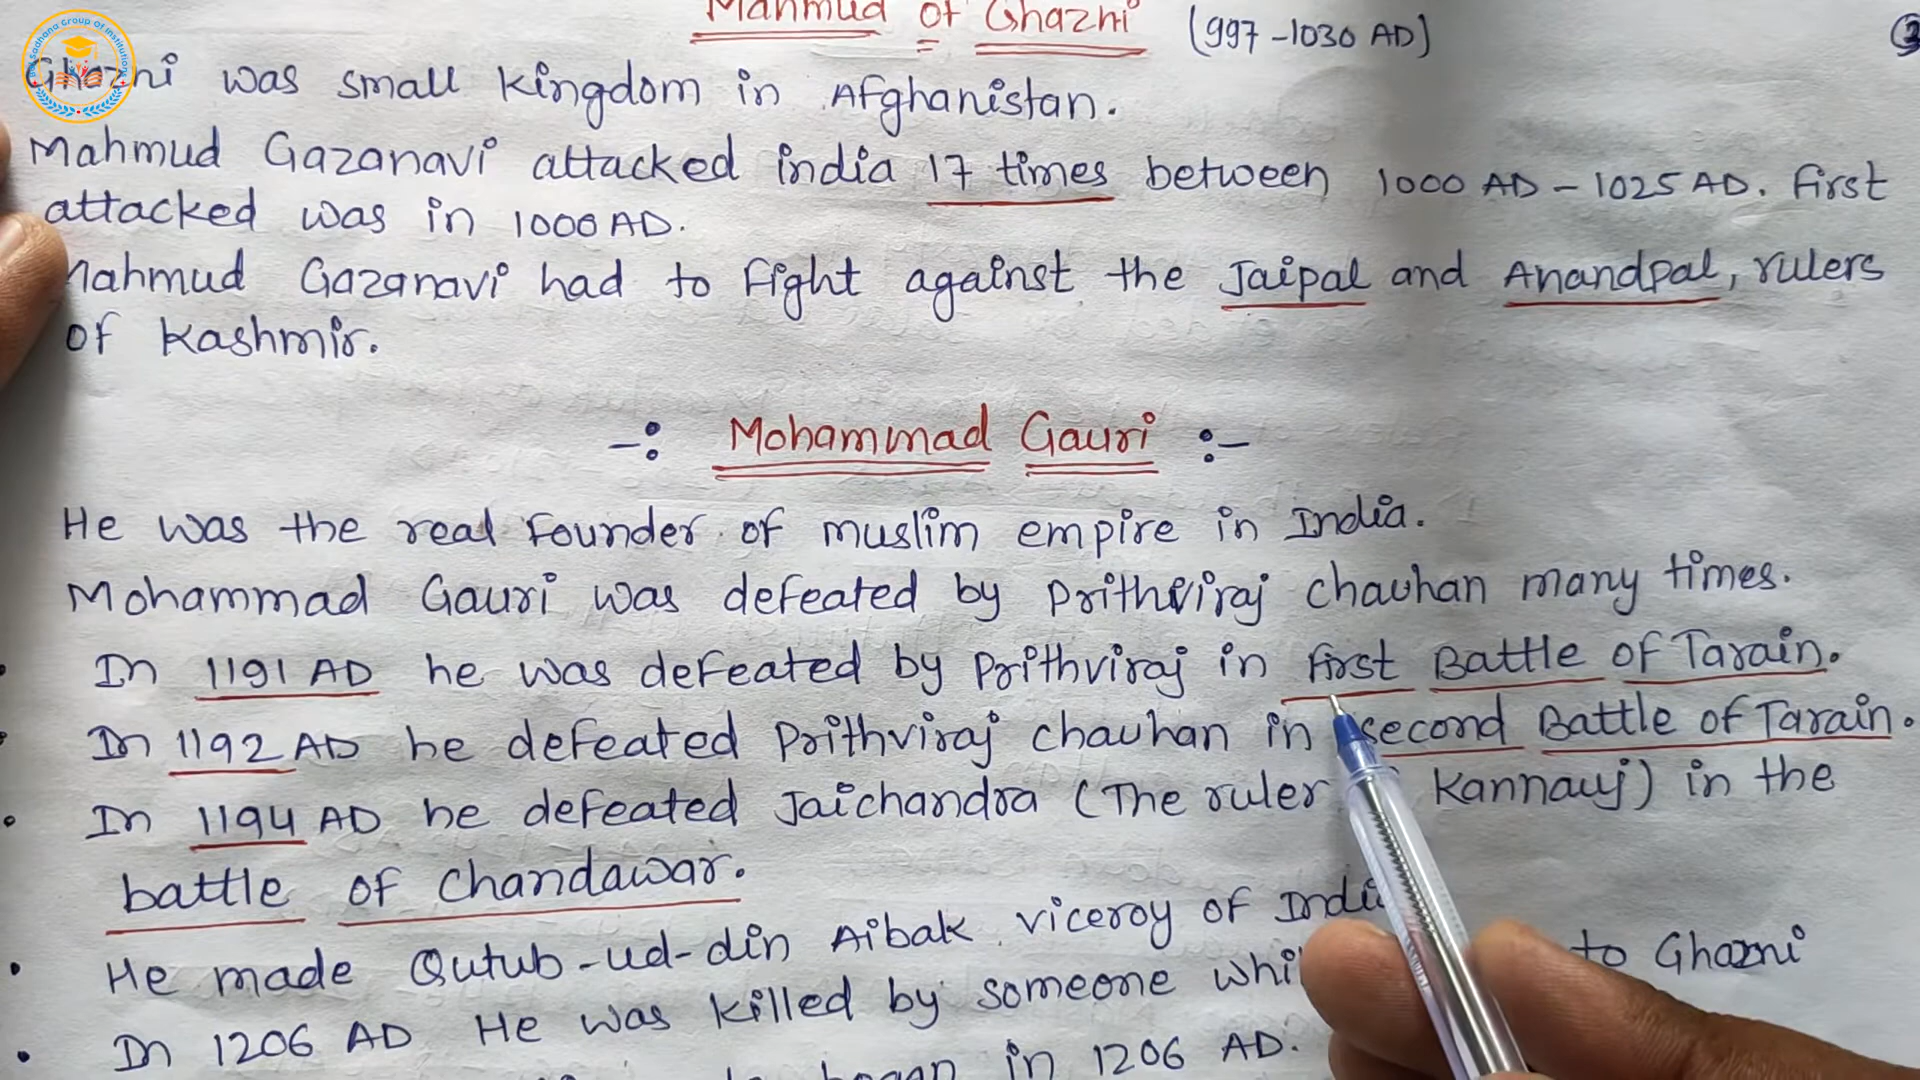 Mahmud of Ghazni (997-1030 AD)
Ghazni was small kingdom in Afghanistan.
Mahmud Gazanavi attacked india 17 times between 1000 AD - 1025 AD. First
attacked was in 1000 AD.
Mahmud Gazanavi had to fight against the Jaipal and Anandpal, rulers
of Kashmir.
-: Mohammad Gauri :-
He was the real founder of muslim empire in India.
Mohammad Gauri was defeated by Prithviraj chauhan many times.
In 1191 AD he was defeated by Prithviraj in first Battle of Tarain.
In 1192 AD he defeated Prithviraj chauhan in second Battle of Tarain.
In 1194 AD he defeated Jaichandra (The ruler Kannauj) in the
battle of Chandawar.
He made Qutub-ud-din Aibak viceroy of India
In 1206 AD He was killed by someone to Ghazni
began in 1206 AD.